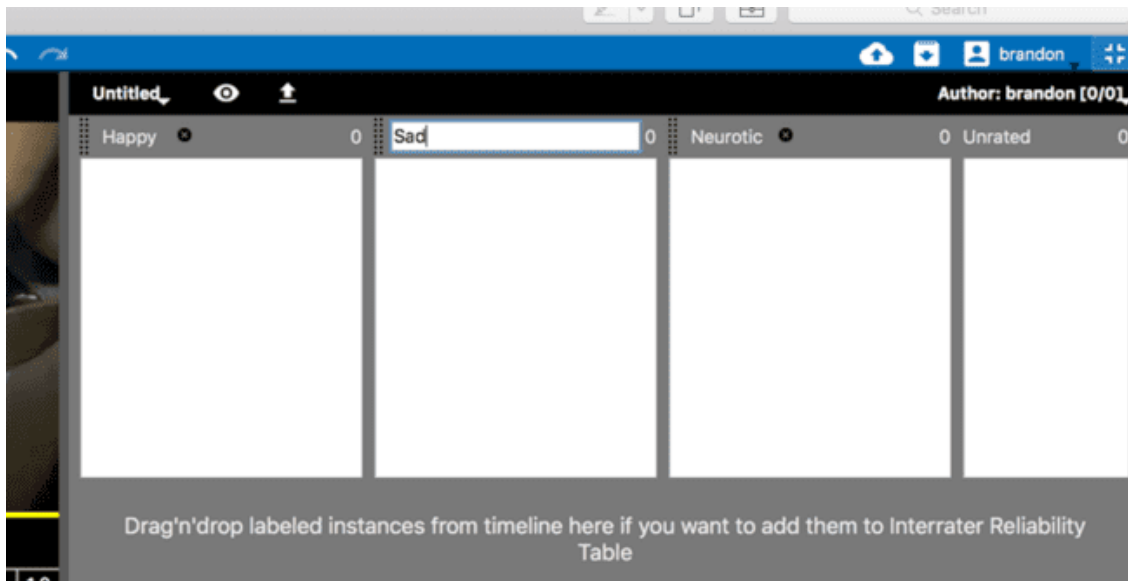 Search
brandon
Untitled
Author: brandon [0/0]
Happy 0 Sad 0 Neurotic 0 Unrated 0
Drag'n'drop labeled instances from timeline here if you want to add them to Interrater Reliability
Table